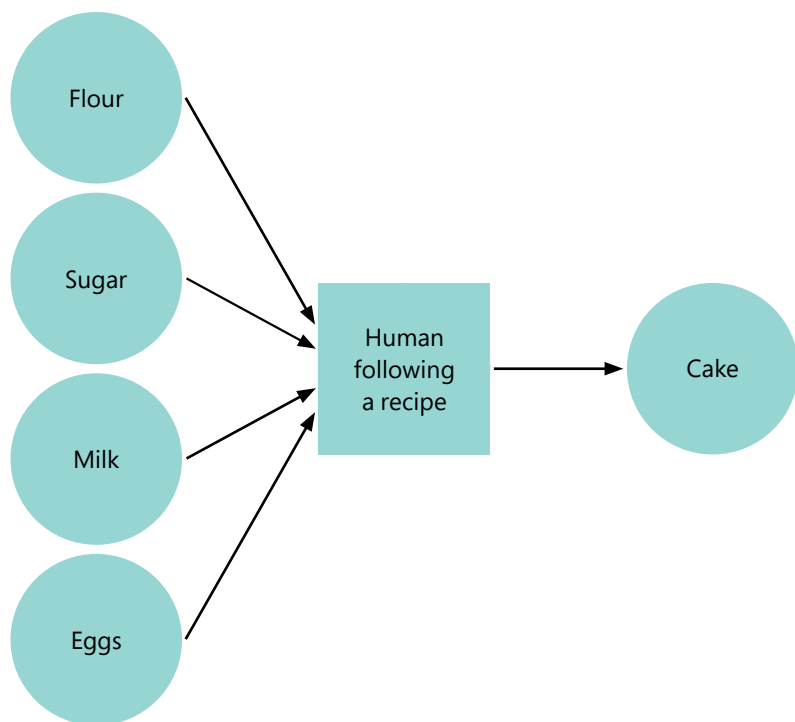 Flour
Sugar
Milk
Eggs
Human
following
a recipe
Cake